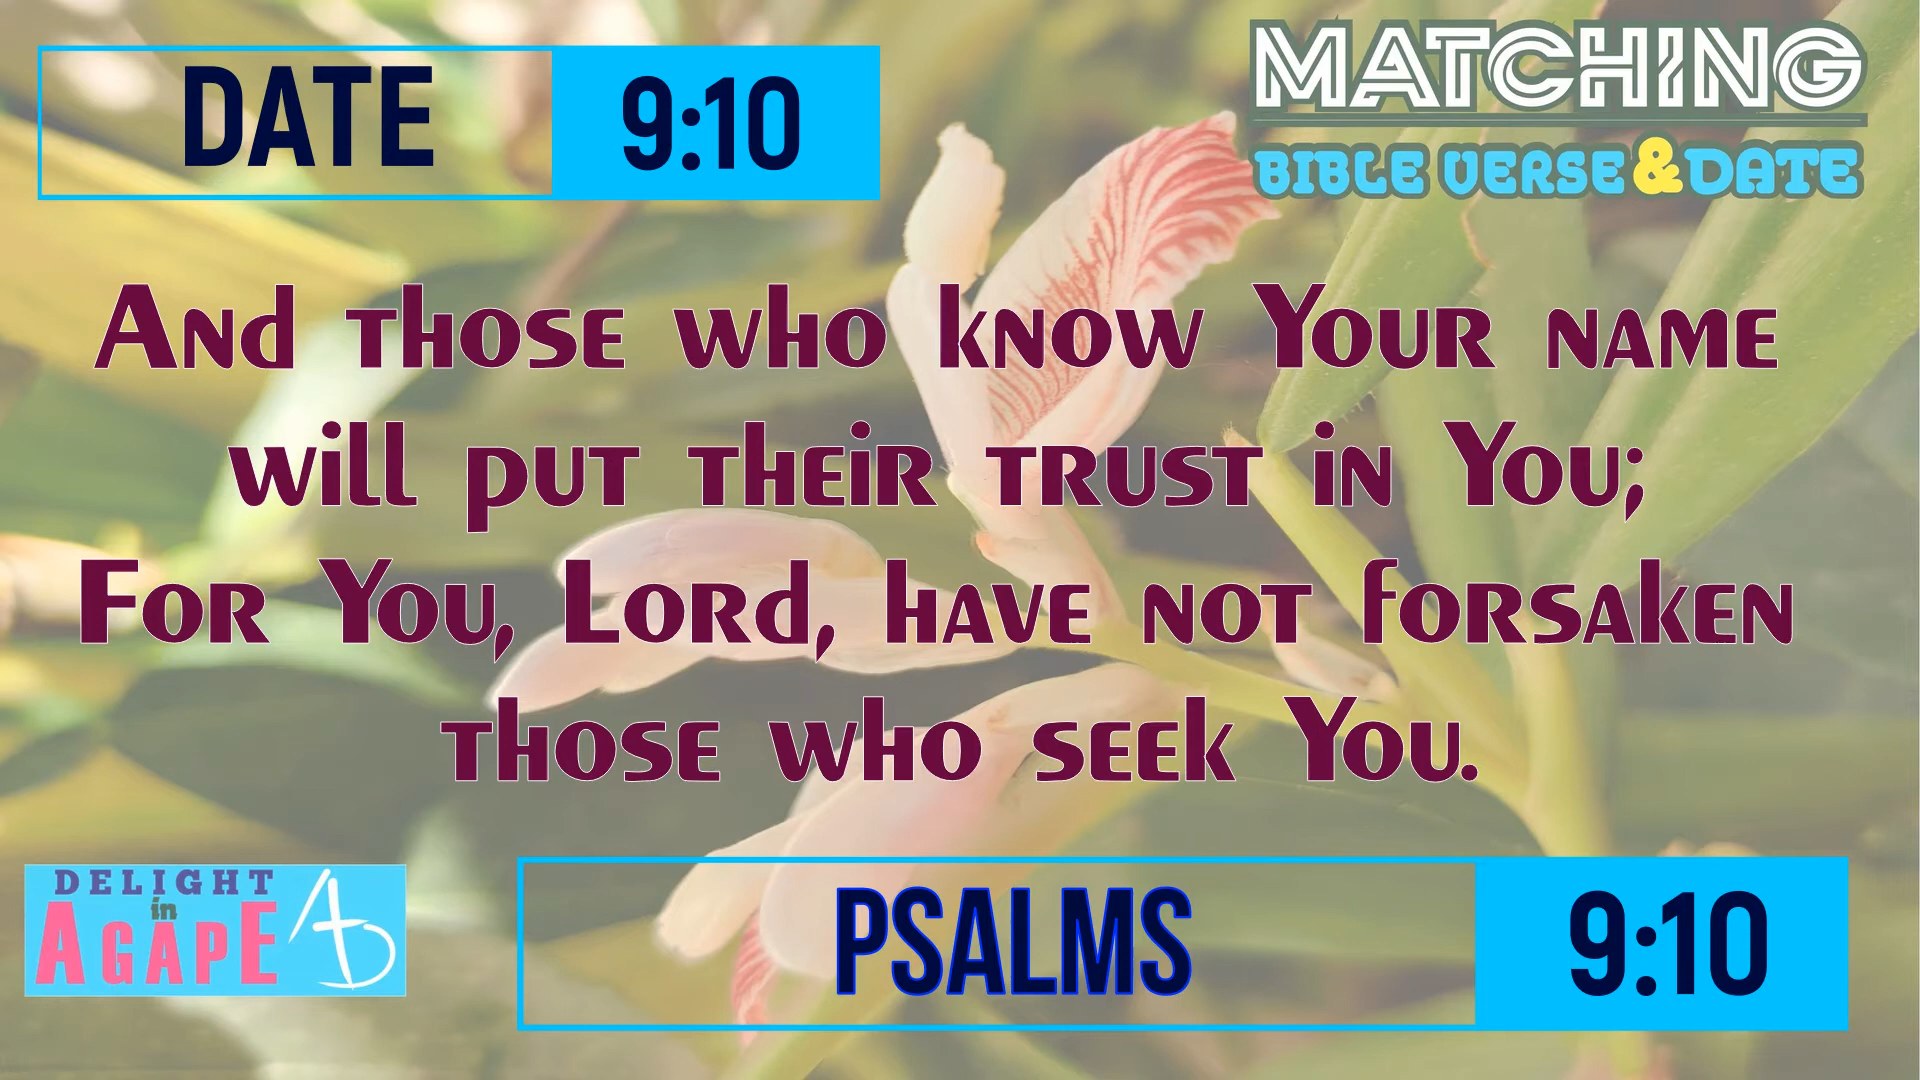 DATE 9:10
MATCHING
BIBLE VERSE & DATE
And those who know Your name
will put their trust in You;
For You, Lord, have not forsaken
those who seek You.
DELIGHT
in
AGAPE
PSALMS 9:10